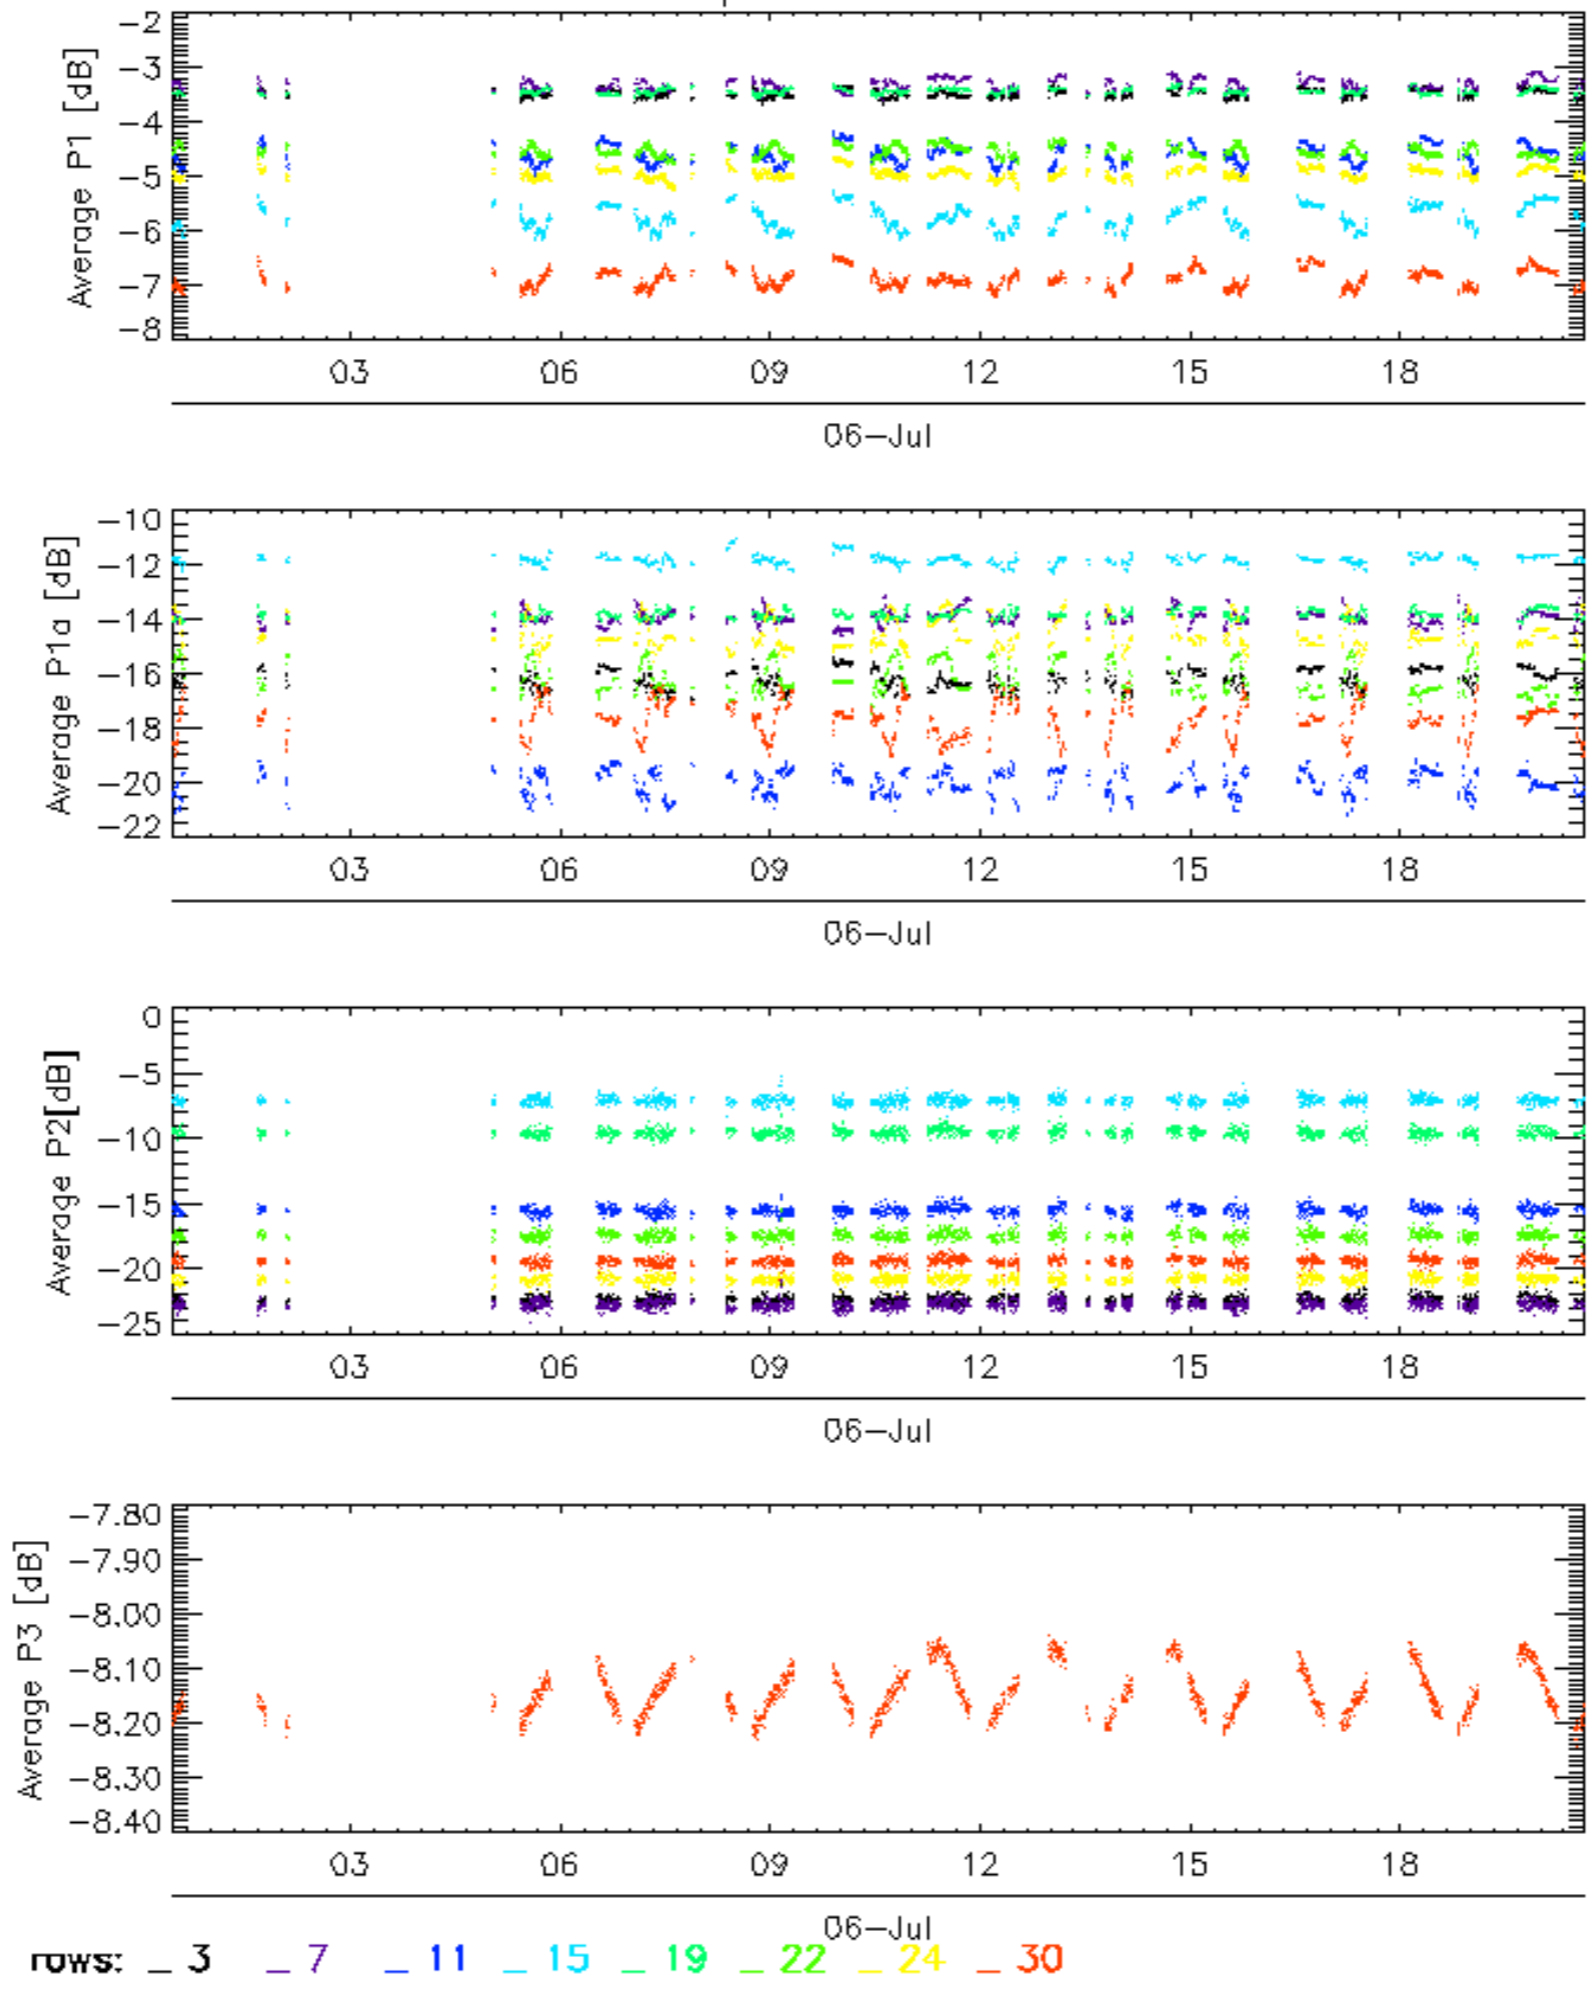 Average P1 [dB]
−2
−3
−4
−5
−6
−7
−8
03 06 09 12 15 18
06−Jul
Average P1a [dB]
−10
−12
−14
−16
−18
−20
−22
03 06 09 12 15 18
06−Jul
Average P2[dB]
0
−5
−10
−15
−20
−25
03 06 09 12 15 18
06−Jul
Average P3 [dB]
−7.80
−7.90
−8.00
−8.10
−8.20
−8.30
−8.40
03 06 09 12 15 18
06−Jul
rows: _ 3 _ 7 _ 11 _ 15 _ 19 _ 22 _ 24 _ 30